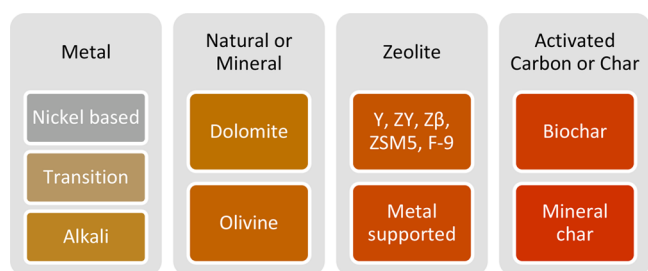 Metal
Nickel based
Transition
Alkali
Natural or
Mineral
Dolomite
Olivine
Zeolite
Y, ZY, Zβ,
ZSM5, F-9
Metal
supported
Activated
Carbon or Char
Biochar
Mineral
char